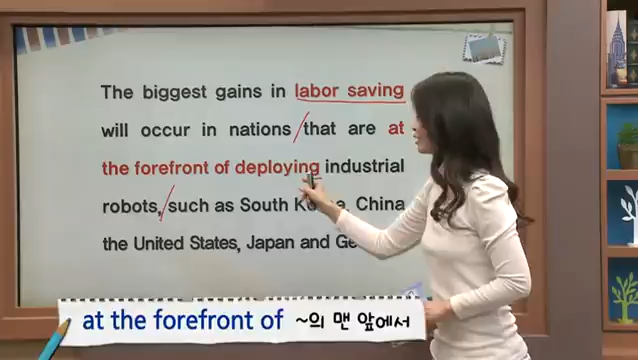 The biggest gains in labor saving
will occur in nations that are at
the forefront of deploying industrial
robots, such as South China
the United States, Japan and
at the forefront of ~의 맨 앞에서